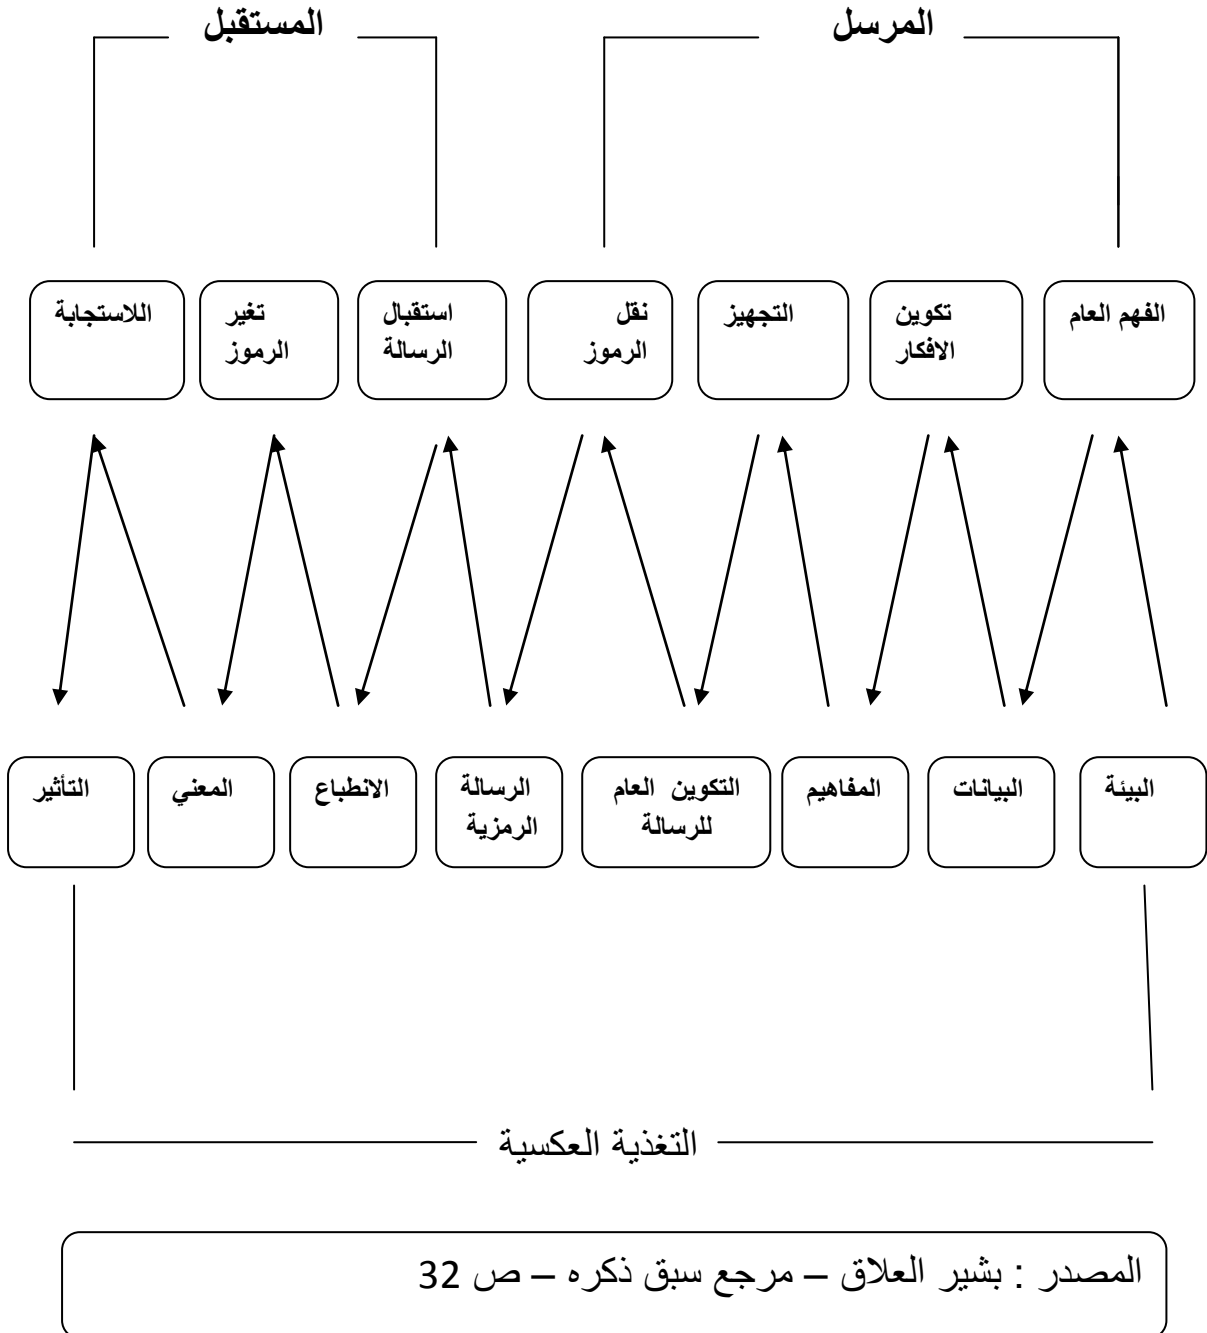 المرسل
المستقبل
الفهم العام
تكوين
الافكار
التجهيز
نقل
الرموز
استقبال
الرسالة
تغير
الرموز
اللاستجابة
البيئة
البيانات
المفاهيم
التكوين العام
للرسالة
الرسالة
الرمزية
الانطباع
المعني
التأثير
التغذية العكسية
المصدر : بشير العلاق – مرجع سبق ذكره – ص 32